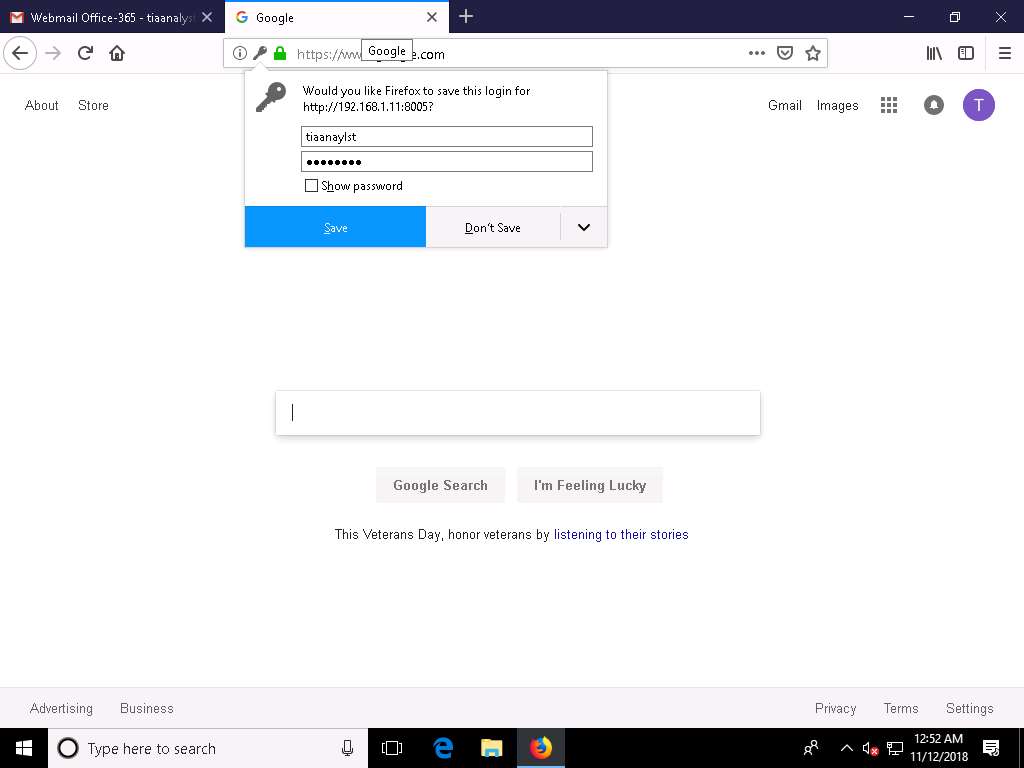 Webmail Office-365 - tiaanalyst
Google
https://www.google.com
Google
Would you like Firefox to save this login for
http://192.168.1.11:8005?
tiaanaylst
Show password
Save
Don't Save
About
Store
Gmail
Images
T
Google Search
I'm Feeling Lucky
This Veterans Day, honor veterans by listening to their stories
Advertising
Business
Privacy
Terms
Settings
Type here to search
12:52 AM
11/12/2018